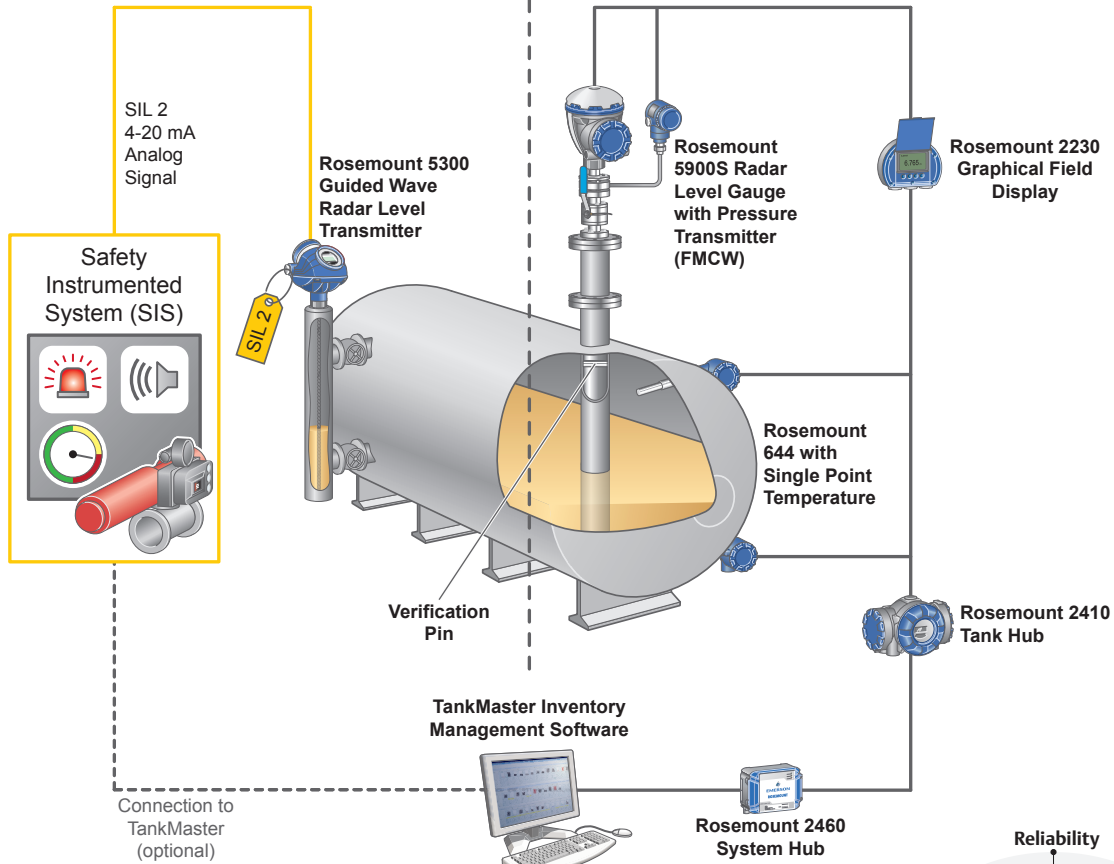 SIL 2
4-20 mA
Analog
Signal
Rosemount 5300
Guided Wave
Radar Level
Transmitter
Safety
Instrumented
System (SIS)
SIL 2
Rosemount
5900S Radar
Level Gauge
with Pressure
Transmitter
(FMCW)
Rosemount 2230
Graphical Field
Display
Rosemount
644 with
Single Point
Temperature
Verification
Pin
Rosemount 2410
Tank Hub
TankMaster Inventory
Management Software
EMERSON
ROSEMOUNT
Rosemount 2460
System Hub
Connection to
TankMaster
(optional)
Reliability